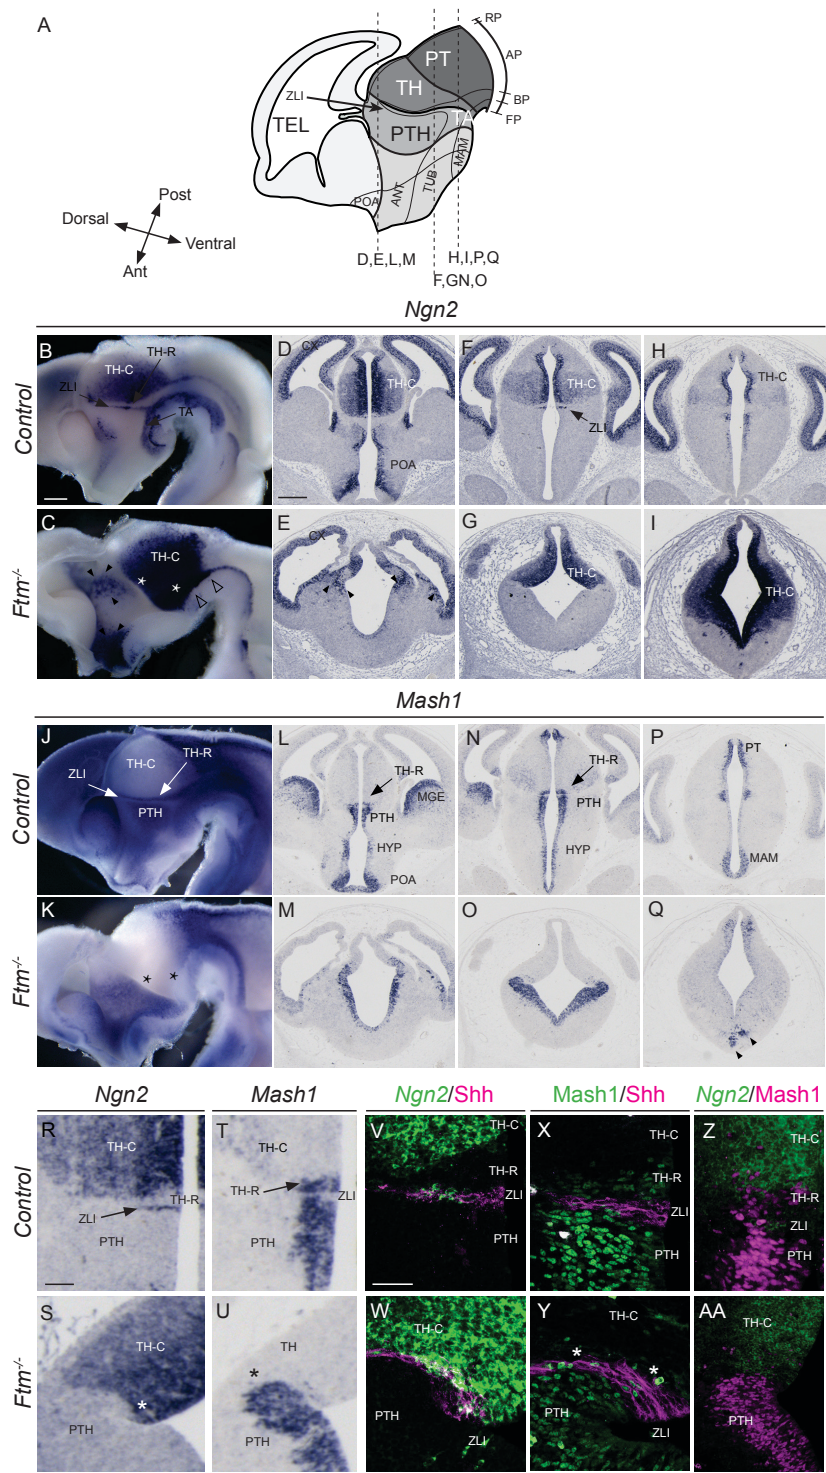 A
RP
AP
PT
TH
ZLI
BP
TEL
TA
FP
PTH
MAM
TUB
ANT
POA
Post
Dorsal
Ventral
Ant
D,E,L,M
H,I,P,Q
F,GN,O
Ngn2
Control
B
TH-R
TH-C
ZLI
TA
D
CX
TH-C
POA
F
TH-C
ZLI
H
TH-C
Ftm-/-
C
TH-C
* *
E
CX
G
TH-C
I
TH-C
Mash1
Control
J
TH-R
TH-C
ZLI
PTH
L
TH-R
MGE
PTH
HYP
POA
N
TH-R
PTH
HYP
P
PT
MAM
Ftm-/-
K
* *
M
O
Q
Ngn2 Mash1 Ngn2/Shh Mash1/Shh Ngn2/Mash1
Control
R
TH-C
TH-R
ZLI
PTH
T
TH-C
TH-R
ZLI
PTH
V
TH-C
TH-R
ZLI
PTH
X
TH-C
TH-R
ZLI
PTH
Z
TH-C
TH-R
ZLI
PTH
Ftm-/-
S
TH-C
*
PTH
U
TH
*
PTH
W
TH-C
PTH
ZLI
Y
TH-C
* *
PTH
ZLI
AA
TH-C
PTH